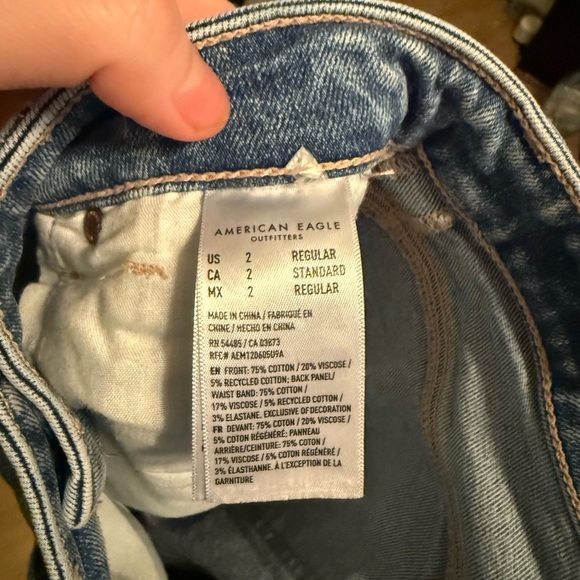 AMERICAN EAGLE
OUTFITTERS
US 2 REGULAR
CA 2 STANDARD
MX 2 REGULAR
MADE IN CHINA / FABRIQUÉ EN
CHINE / HECHO EN CHINA
RN 54485 / CA 03873
RFC# AEM120605U9A
EN FRONT: 75% COTTON / 20% VISCOSE /
5% RECYCLED COTTON; BACK PANEL/
WAIST BAND: 75% COTTON /
17% VISCOSE / 5% RECYCLED COTTON /
3% ELASTANE. EXCLUSIVE OF DECORATION
FR DEVANT: 75% COTON / 20% VISCOSE /
5% COTON RÉGÉNÉRÉ; PANNEAU
ARRIÈRE/CEINTURE: 75% COTON /
17% VISCOSE / 5% COTON RÉGÉNÉRÉ /
3% ÉLASTHANNE. À L'EXCEPTION DE LA
GARNITURE